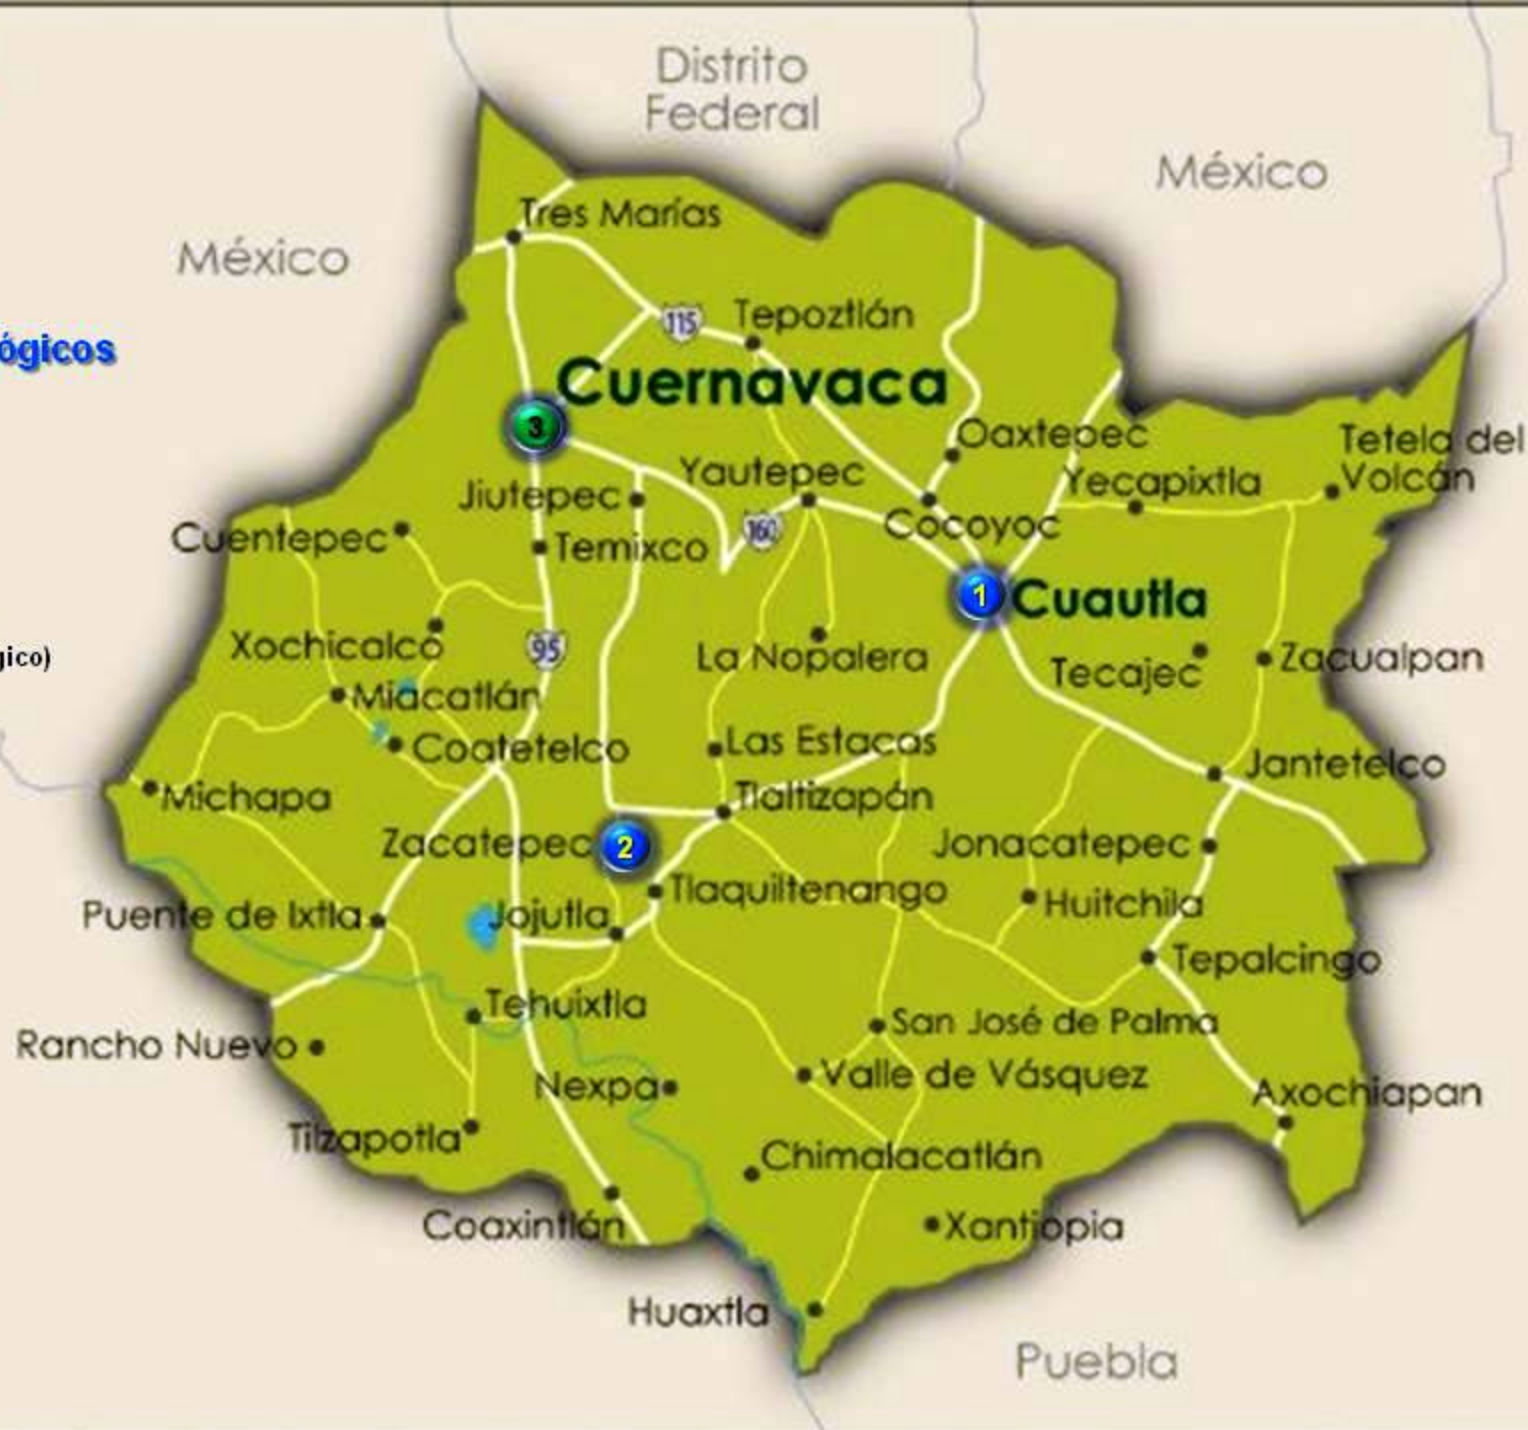 Distrito
Federal
México
México
Tres Marías
ógicos
115
Tepoztlán
Cuernavaca
3
Oaxtepec
Tetela del
Volcán
Yautepec
Yecapixtla
Jiutepec
Cuentepec
160
Cocoyoc
Temixco
1
Cuautla
Xochicalco
95
gico)
La Nopalera
Tecajec
Zacualpan
Miacatlán
Coatetelco
Las Estacas
Jantetelco
Michapa
Tlaltizapán
Zacatepec
2
Jonacatepec
Tlaquiltenango
Puente de Ixtla
Jojutla
Huitchila
Tepalcingo
Tehuixtla
San José de Palma
Rancho Nuevo
Nexpa
Valle de Vásquez
Axochiapan
Tilzapotla
Chimalacatlán
Coaxintlán
Xantiopia
Huaxtla
Puebla